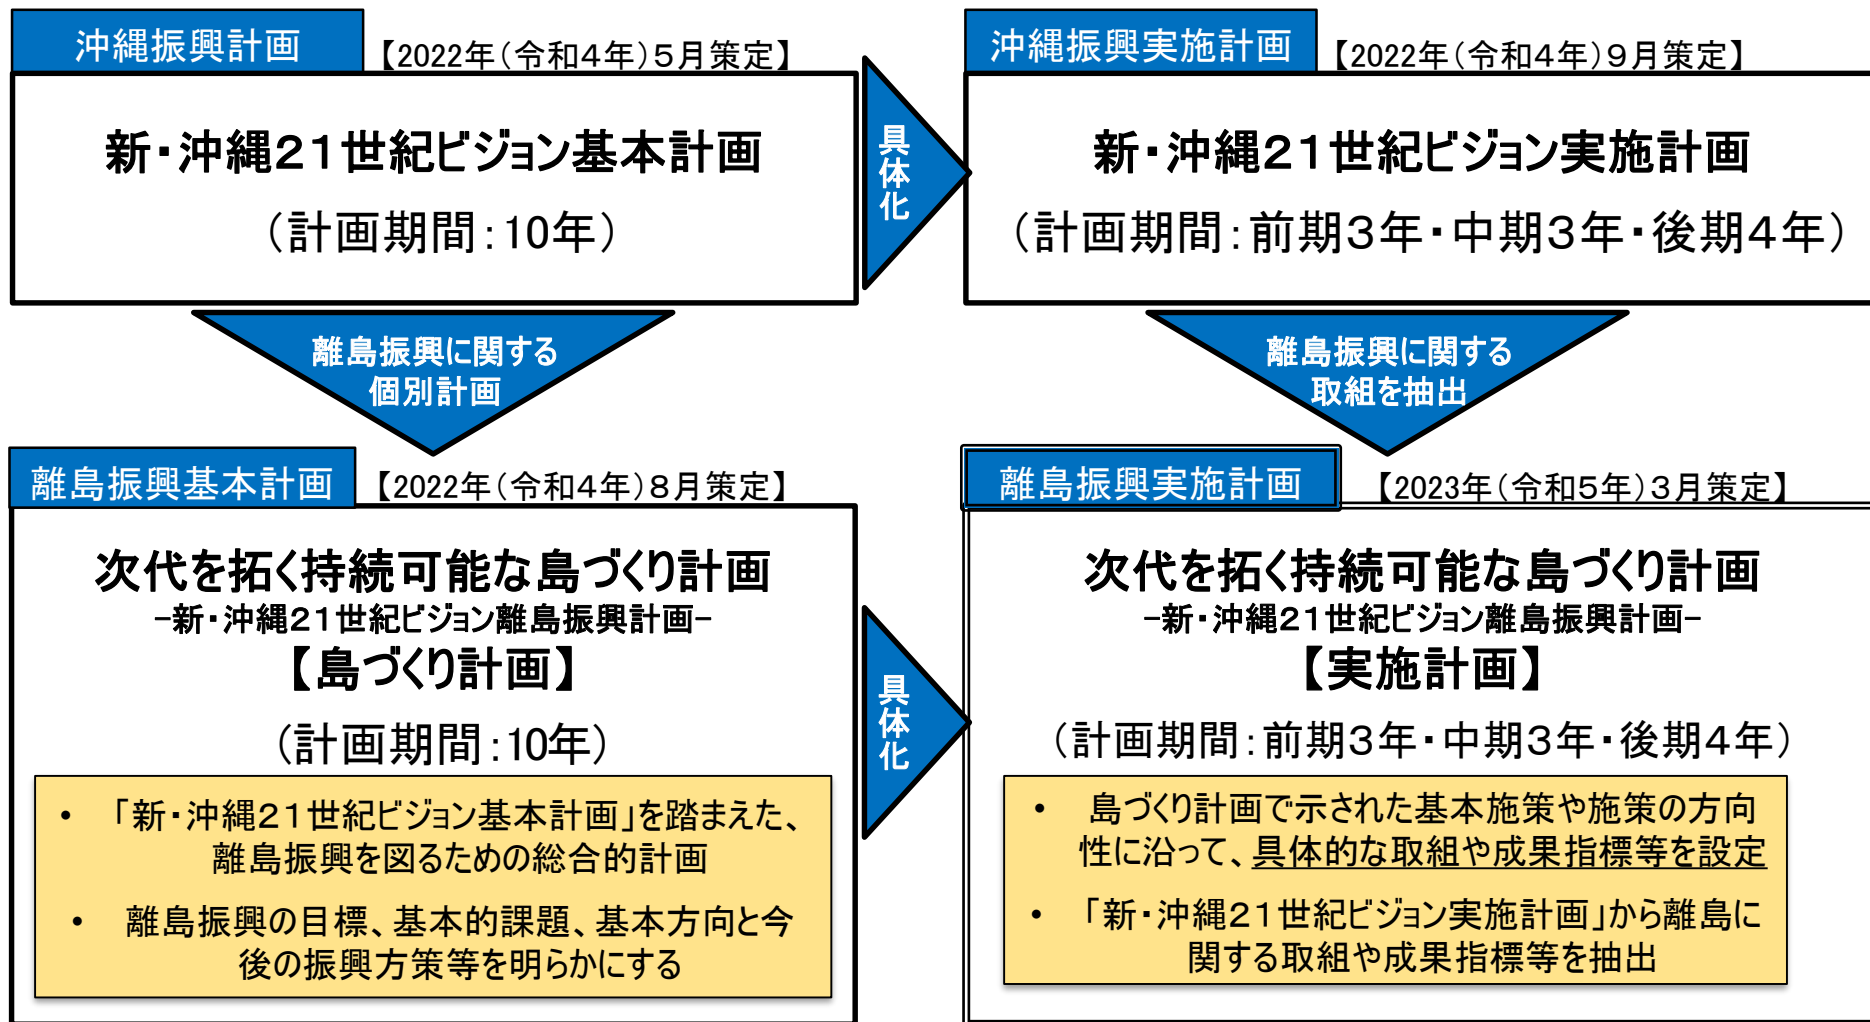 沖縄振興計画
【2022年(令和４年)５月策定】
新・沖縄２１世紀ビジョン基本計画
（計画期間：10年）
具体化
沖縄振興実施計画
【2022年(令和４年)９月策定】
新・沖縄２１世紀ビジョン実施計画
（計画期間：前期３年・中期３年・後期４年）
離島振興に関する
個別計画
離島振興に関する
取組を抽出
離島振興基本計画
【2022年(令和４年)８月策定】
次代を拓く持続可能な島づくり計画
-新・沖縄２１世紀ビジョン離島振興計画-
【島づくり計画】
（計画期間：10年）
• 「新・沖縄２１世紀ビジョン基本計画」を踏まえた、
離島振興を図るための総合的計画
• 離島振興の目標、基本的課題、基本方向と今
後の振興方策等を明らかにする
具体化
離島振興実施計画
【2023年(令和５年)３月策定】
次代を拓く持続可能な島づくり計画
-新・沖縄２１世紀ビジョン離島振興計画-
【実施計画】
（計画期間：前期３年・中期３年・後期４年）
• 島づくり計画で示された基本施策や施策の方向
性に沿って、具体的な取組や成果指標等を設定
• 「新・沖縄２１世紀ビジョン実施計画」から離島に
関する取組や成果指標等を抽出